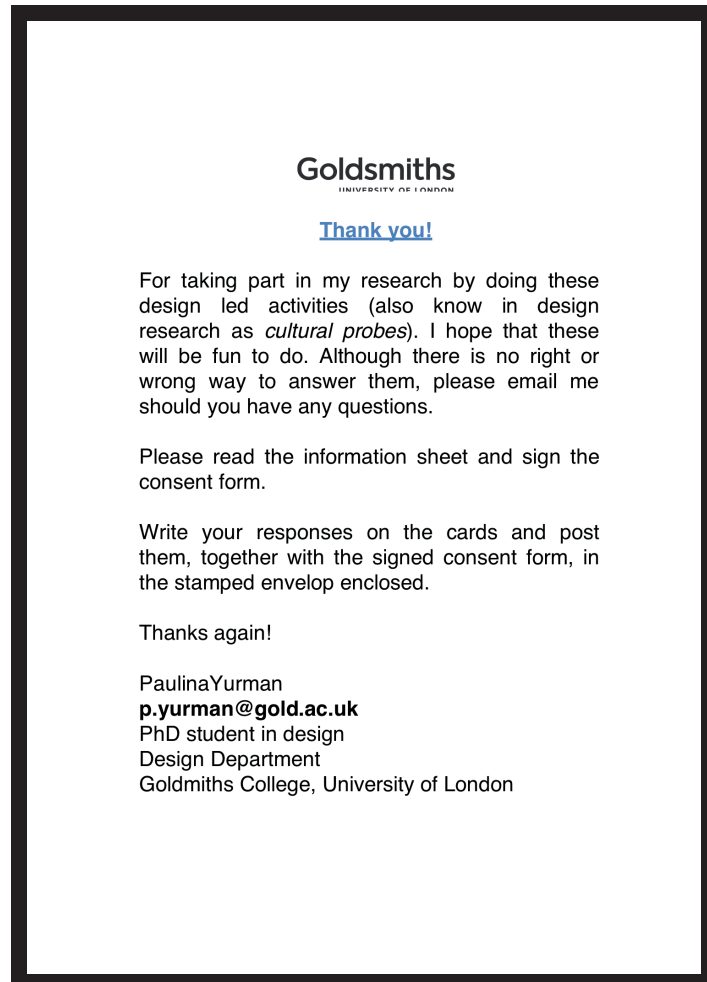 Goldsmiths
UNIVERSITY OF LONDON
Thank you!
For taking part in my research by doing these
design led activities (also know in design
research as cultural probes). I hope that these
will be fun to do. Although there is no right or
wrong way to answer them, please email me
should you have any questions.
Please read the information sheet and sign the
consent form.
Write your responses on the cards and post
them, together with the signed consent form, in
the stamped envelop enclosed.
Thanks again!
PaulinaYurman
p.yurman@gold.ac.uk
PhD student in design
Design Department
Goldmiths College, University of London